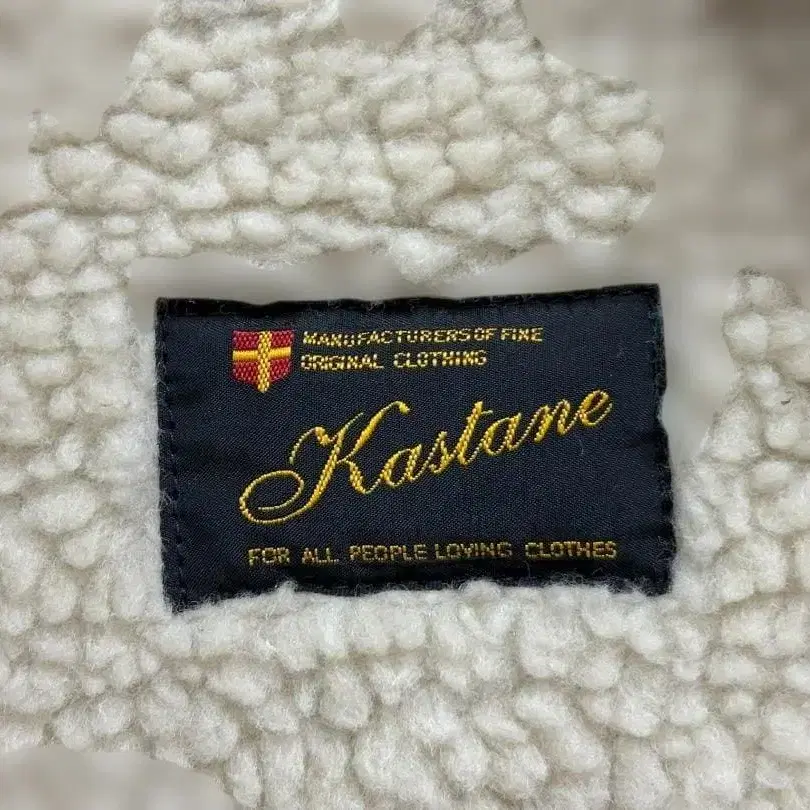 MANUFACTURERS OF FINE
ORIGINAL CLOTHING
Kastane
FOR ALL PEOPLE LOVING CLOTHES